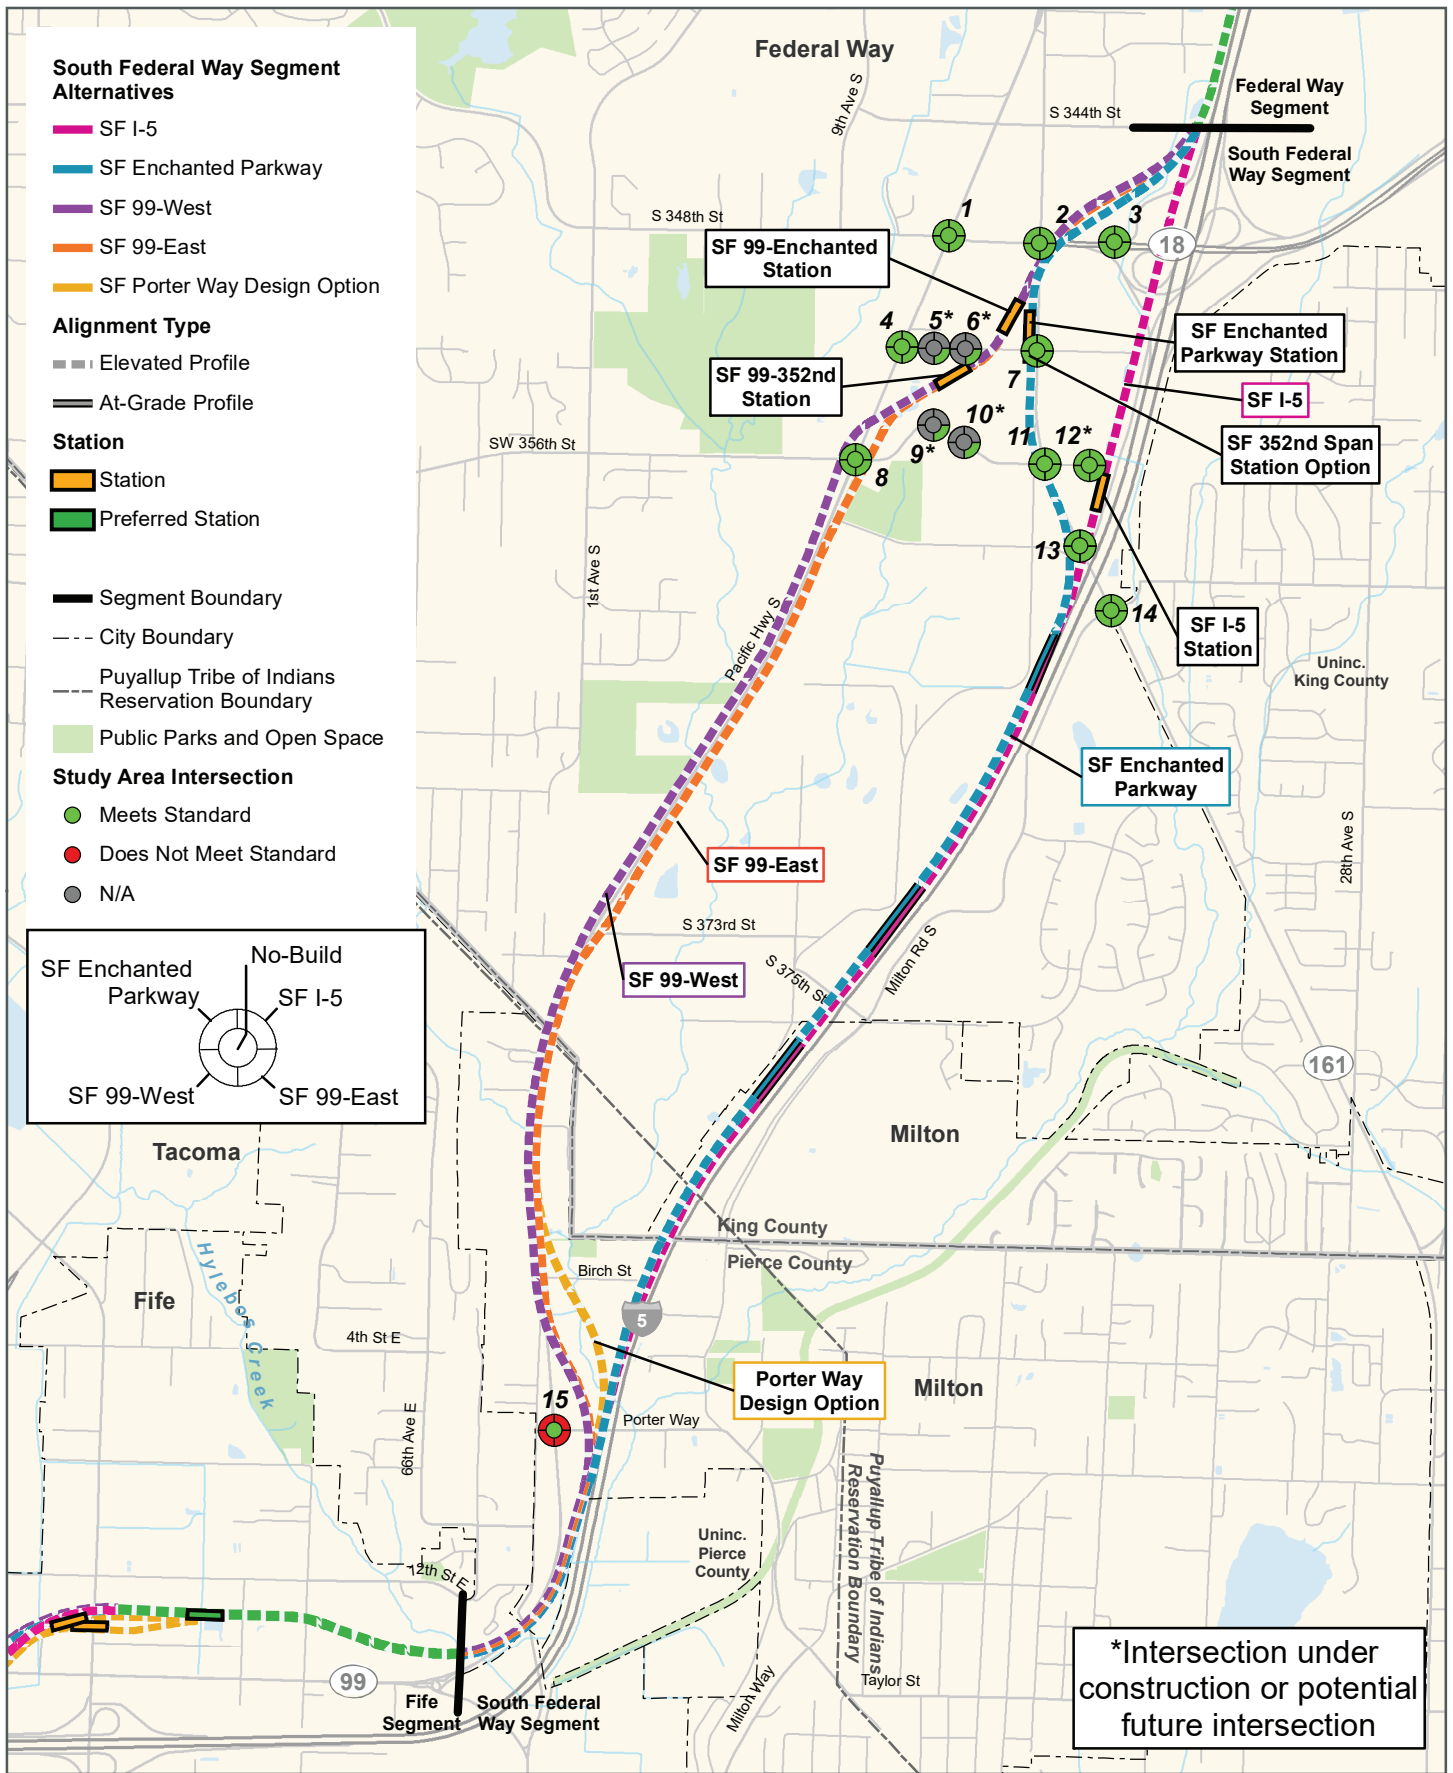 South Federal Way Segment
Alternatives
SF I-5
SF Enchanted Parkway
SF 99-West
SF 99-East
SF Porter Way Design Option
Alignment Type
Elevated Profile
At-Grade Profile
Station
Station
Preferred Station
Segment Boundary
City Boundary
Puyallup Tribe of Indians
Reservation Boundary
Public Parks and Open Space
Study Area Intersection
Meets Standard
Does Not Meet Standard
N/A
No-Build
SF Enchanted
Parkway
SF I-5
SF 99-West
SF 99-East
Federal Way
9th Ave S
S 344th St
Federal Way
Segment
South Federal
Way Segment
S 348th St
1
2
3
18
SF 99-Enchanted
Station
4
5*
6*
7
SF Enchanted
Parkway Station
SF 99-352nd
Station
SF I-5
SF 352nd Span
Station Option
SW 356th St
8
9*
10*
11
12*
13
14
1st Ave S
Pacific Hwy S
SF I-5
Station
Uninc.
King County
SF Enchanted
Parkway
28th Ave S
SF 99-East
S 373rd St
SF 99-West
S 375th St
Milton Rd S
161
Tacoma
Milton
King County
Pierce County
Birch St
Hylebos Creek
Fife
5
4th St E
Porter Way
Design Option
Milton
15
Porter Way
66th Ave E
Puyallup Tribe of Indians
Reservation Boundary
Uninc.
Pierce
County
12th St E
99
Fife
Segment
South Federal
Way Segment
Milton Way
Taylor St
*Intersection under
construction or potential
future intersection